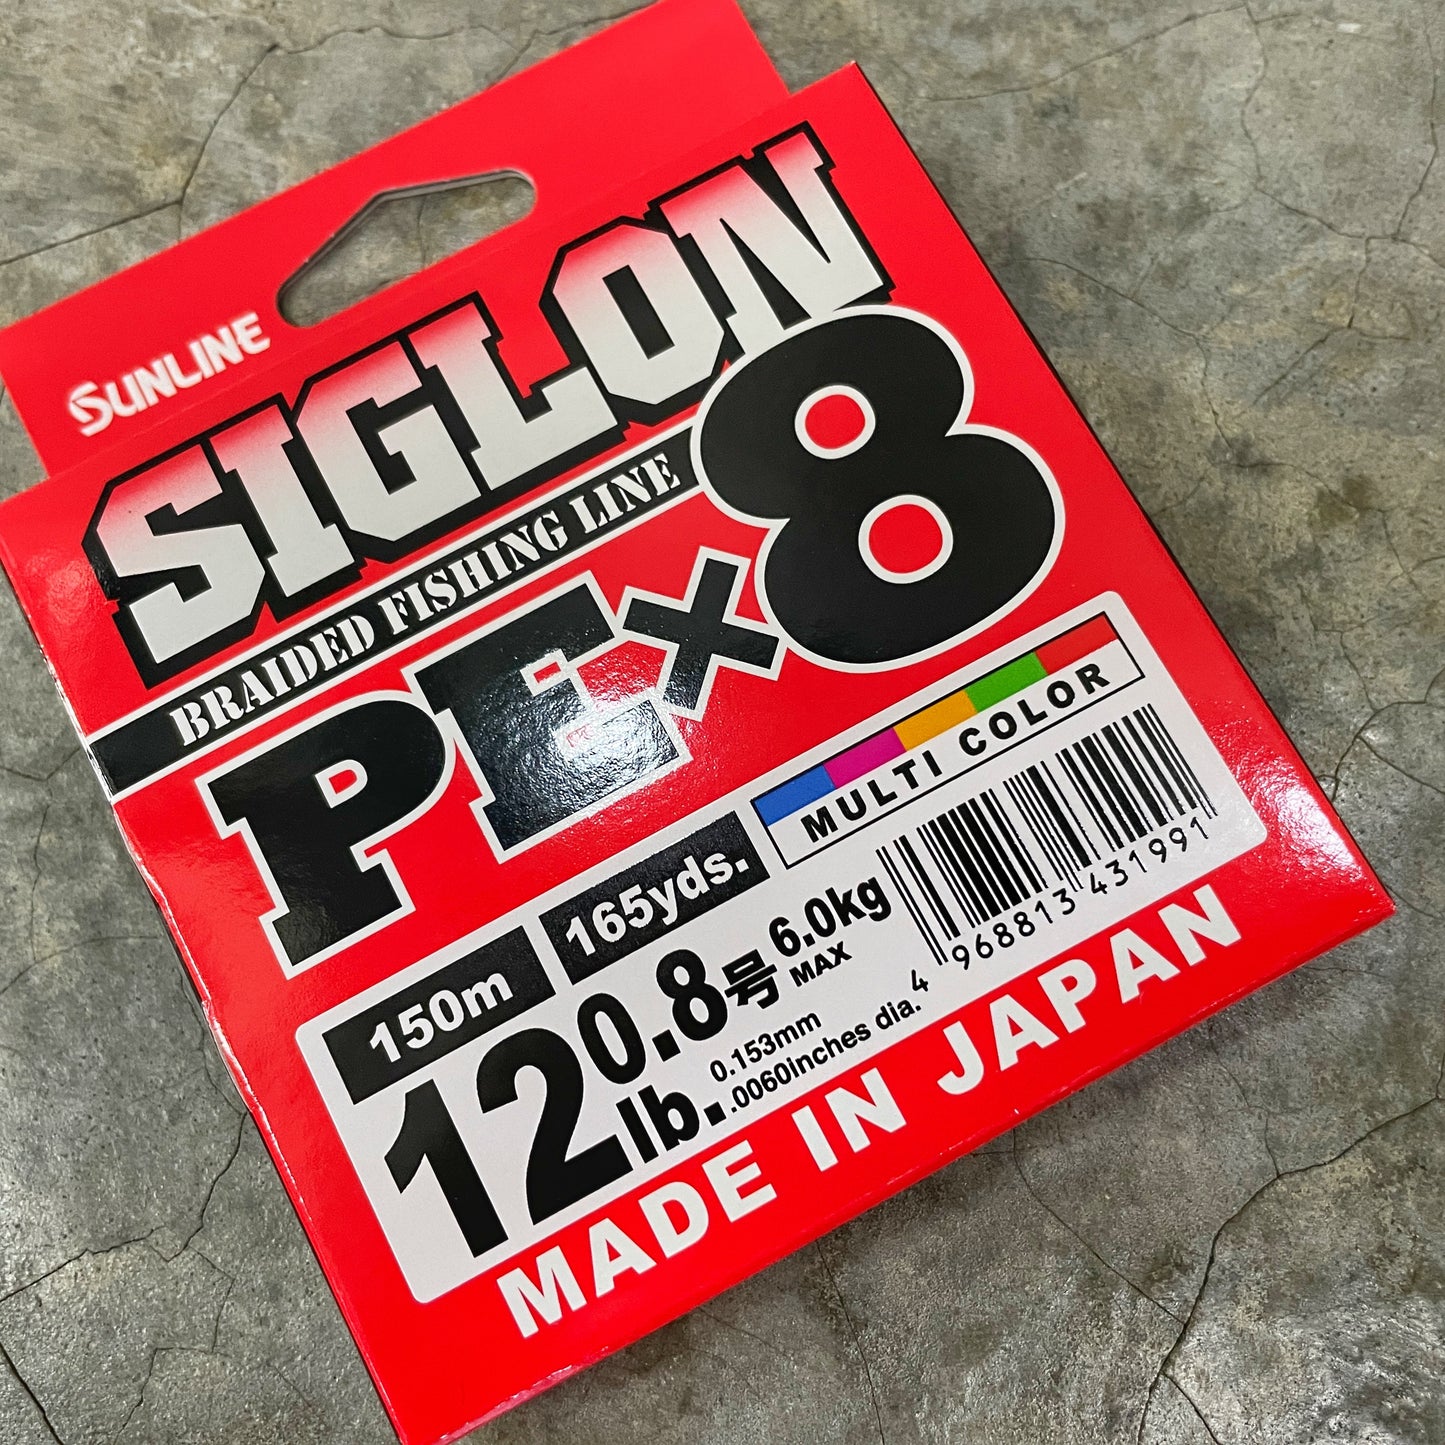 SUNLINE
SIGLON
BRAIDED FISHING LINE
PE×8
MULTI COLOR
150m 165yds.
12lb. 0.8号 6.0kg MAX
0.153mm
.0060inches dia.
4 968813 431991
MADE IN JAPAN